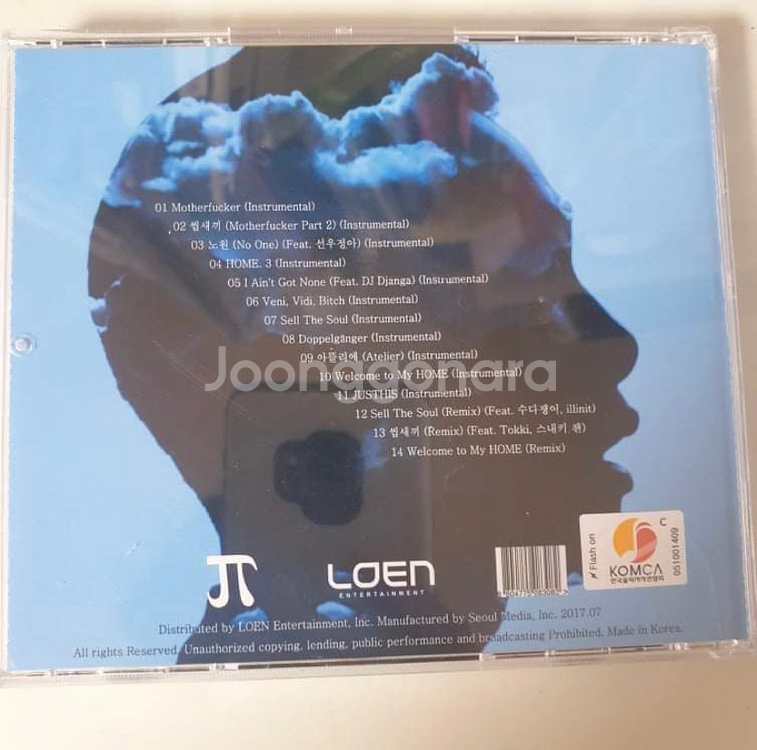 01 Motherfucker (Instrumental)
02 씹새끼 (Motherfucker Part 2) (Instrumental)
03 노원 (No One) (Feat. 선우정아) (Instrumental)
04 HOME. 3 (Instrumental)
05 I Ain't Got None (Feat. DJ Djanga) (Instrumental)
06 Veni, Vidi, Bitch (Instrumental)
07 Sell The Soul (Instrumental)
08 Doppelgänger (Instrumental)
09 아뜰리에 (Atelier) (Instrumental)
Joonggonara
10 Welcome to My HOME (Instrumental)
11 JUSTHIS (Instrumental)
12 Sell The Soul (Remix) (Feat. 수다쟁이, illinit)
13 씹새끼 (Remix) (Feat. Tokki, 스내키 챈)
14 Welcome to My HOME (Remix)
LOEN
ENTERTAINMENT
Flash on
C
KOMCA
한국음악저작권협회
051001409
Distributed by LOEN Entertainment, Inc. Manufactured by Seoul Media, Inc. 2017.07
All rights Reserved. Unauthorized copying, lending, public performance and broadcasting Prohibited. Made in Korea.